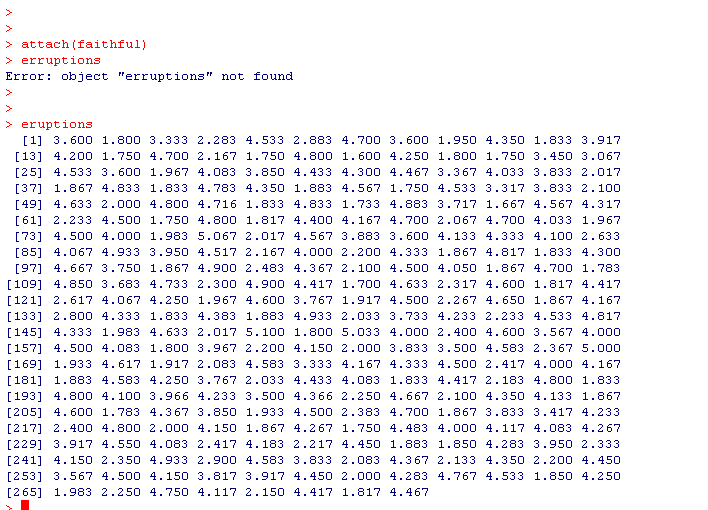 >
>
> attach(faithful)
> erruptions
Error: object "erruptions" not found
>
>
> eruptions
  [1] 3.600 1.800 3.333 2.283 4.533 2.883 4.700 3.600 1.950 4.350 1.833 3.917
 [13] 4.200 1.750 4.700 2.167 1.750 4.800 1.600 4.250 1.800 1.750 3.450 3.067
 [25] 4.533 3.600 1.967 4.083 3.850 4.433 4.300 4.467 3.367 4.033 3.833 2.017
 [37] 1.867 4.833 1.833 4.783 4.350 1.883 4.567 1.750 4.533 3.317 3.833 2.100
 [49] 4.633 2.000 4.800 4.716 1.833 4.833 1.733 4.883 3.717 1.667 4.567 4.317
 [61] 2.233 4.500 1.750 4.800 1.817 4.400 4.167 4.700 2.067 4.700 4.033 1.967
 [73] 4.500 4.000 1.983 5.067 2.017 4.567 3.883 3.600 4.133 4.333 4.100 2.633
 [85] 4.067 4.933 3.950 4.517 2.167 4.000 2.200 4.333 1.867 4.817 1.833 4.300
 [97] 4.667 3.750 1.867 4.900 2.483 4.367 2.100 4.500 4.050 1.867 4.700 1.783
[109] 4.850 3.683 4.733 2.300 4.900 4.417 1.700 4.633 2.317 4.600 1.817 4.417
[121] 2.617 4.067 4.250 1.967 4.600 3.767 1.917 4.500 2.267 4.650 1.867 4.167
[133] 2.800 4.333 1.833 4.383 1.883 4.933 2.033 3.733 4.233 2.233 4.533 4.817
[145] 4.333 1.983 4.633 2.017 5.100 1.800 5.033 4.000 2.400 4.600 3.567 4.000
[157] 4.500 4.083 1.800 3.967 2.200 4.150 2.000 3.833 3.500 4.583 2.367 5.000
[169] 1.933 4.617 1.917 2.083 4.583 3.333 4.167 4.333 4.500 2.417 4.000 4.167
[181] 1.883 4.583 4.250 3.767 2.033 4.433 4.083 1.833 4.417 2.183 4.800 1.833
[193] 4.800 4.100 3.966 4.233 3.500 4.366 2.250 4.667 2.100 4.350 4.133 1.867
[205] 4.600 1.783 4.367 3.850 1.933 4.500 2.383 4.700 1.867 3.833 3.417 4.233
[217] 2.400 4.800 2.000 4.150 1.867 4.267 1.750 4.483 4.000 4.117 4.083 4.267
[229] 3.917 4.550 4.083 2.417 4.183 2.217 4.450 1.883 1.850 4.283 3.950 2.333
[241] 4.150 2.350 4.933 2.900 4.583 3.833 2.083 4.367 2.133 4.350 2.200 4.450
[253] 3.567 4.500 4.150 3.817 3.917 4.450 2.000 4.283 4.767 4.533 1.850 4.250
[265] 1.983 2.250 4.750 4.117 2.150 4.417 1.817 4.467
>